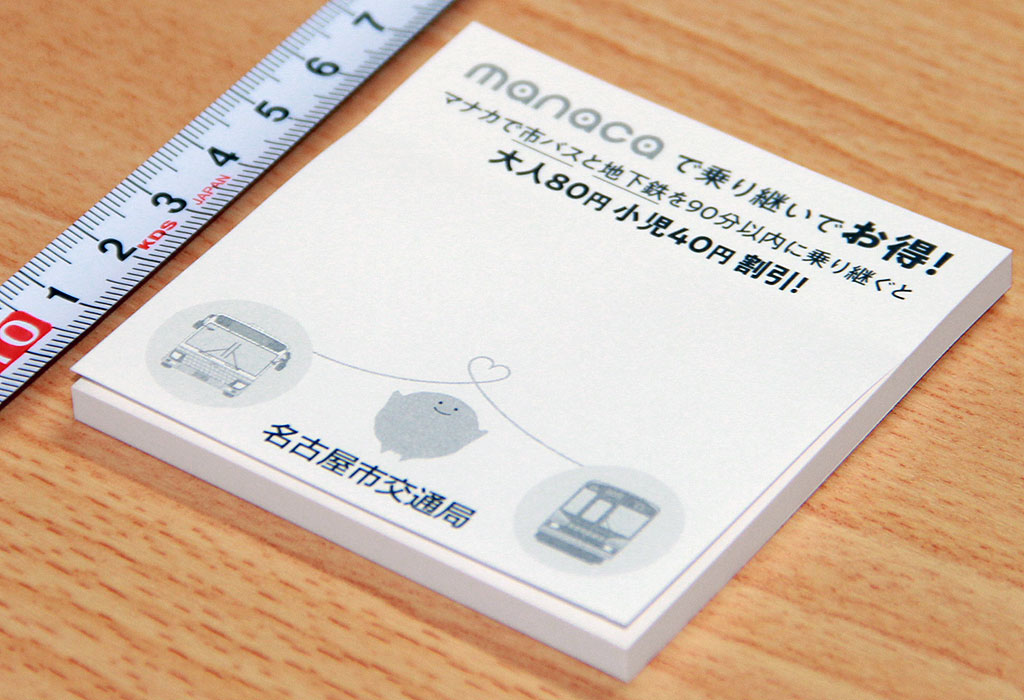 manaca で乗り継いでお得!
マナカで市バスと地下鉄を90分以内に乗り継ぐと
大人80円 小児40円 割引!
名古屋市交通局
10 1 2 3 4 5 6 7
KDS JAPAN